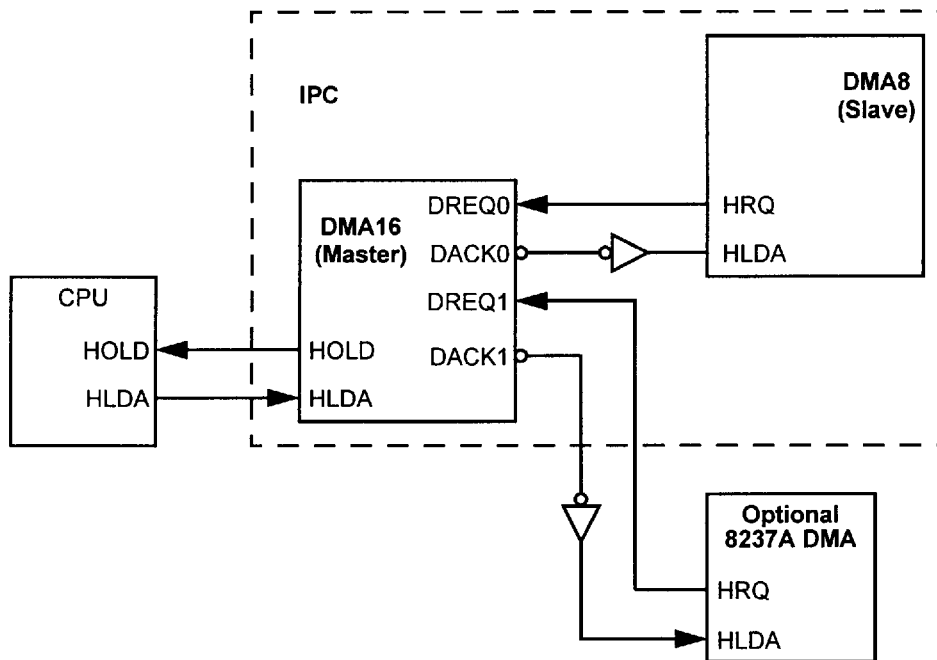 IPC
DMA8
(Slave)
HRQ
HLDA
DMA16
(Master)
DREQ0
DACK0
DREQ1
DACK1
HOLD
HLDA
CPU
HOLD
HLDA
Optional
8237A DMA
HRQ
HLDA